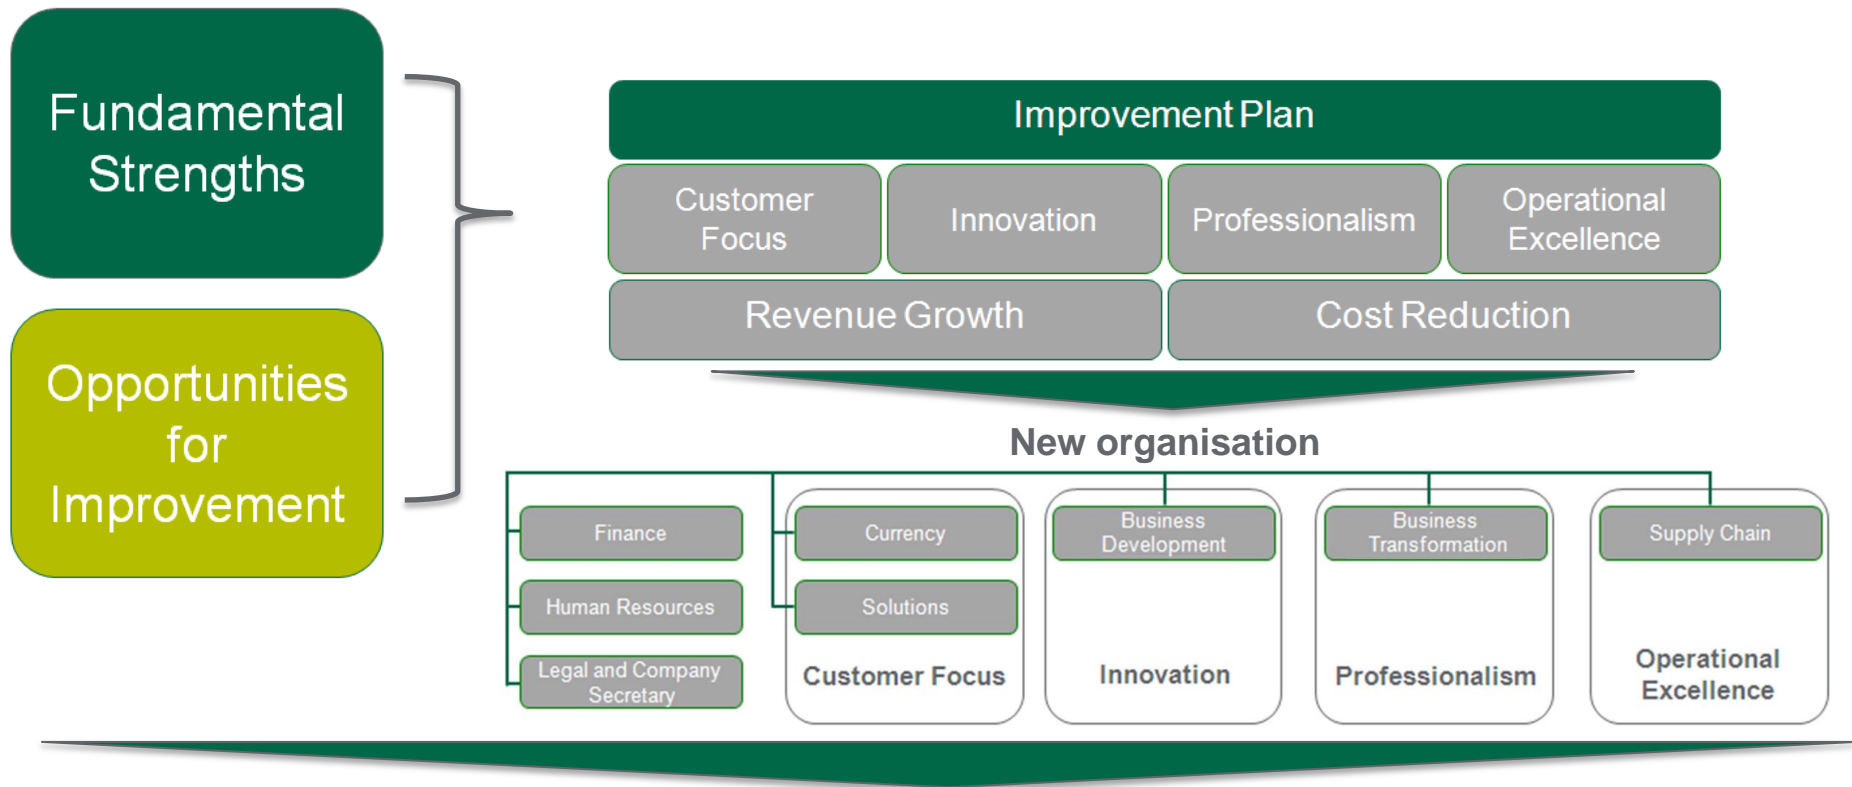 Fundamental
Strengths
Opportunities
for
Improvement
Improvement Plan
Customer
Focus
Innovation
Professionalism
Operational
Excellence
Revenue Growth
Cost Reduction
New organisation
Finance
Human Resources
Legal and Company
Secretary
Currency
Solutions
Customer Focus
Business
Development
Innovation
Business
Transformation
Professionalism
Supply Chain
Operational
Excellence